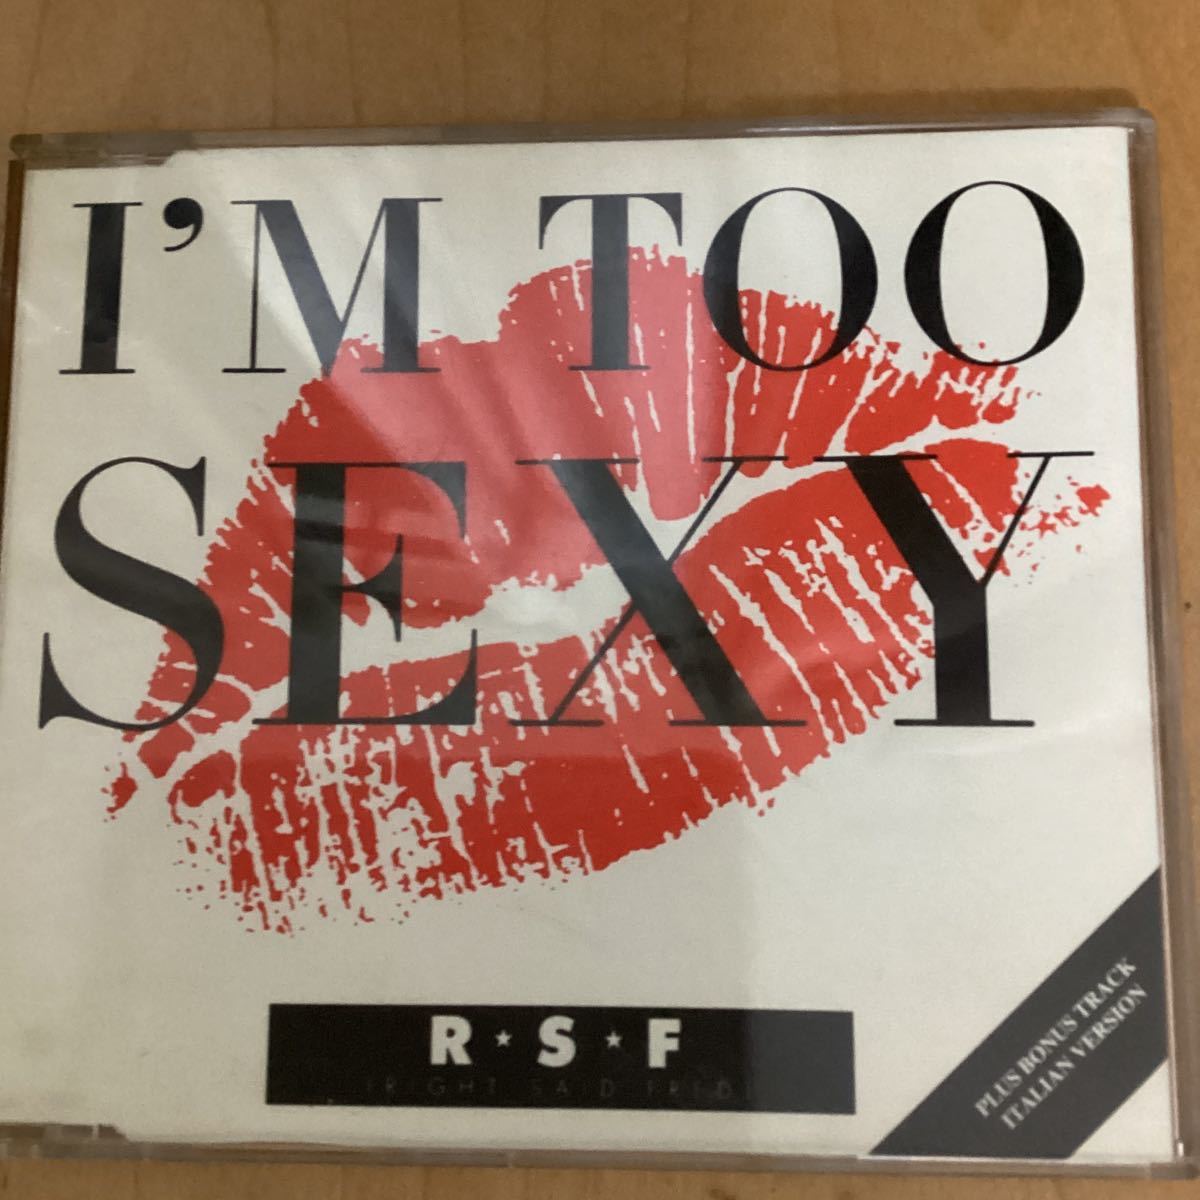 I'M TOO
SEXY
R★S★F
(RIGHT SAID FRED)
PLUS BONUS TRACK
ITALIAN VERSION